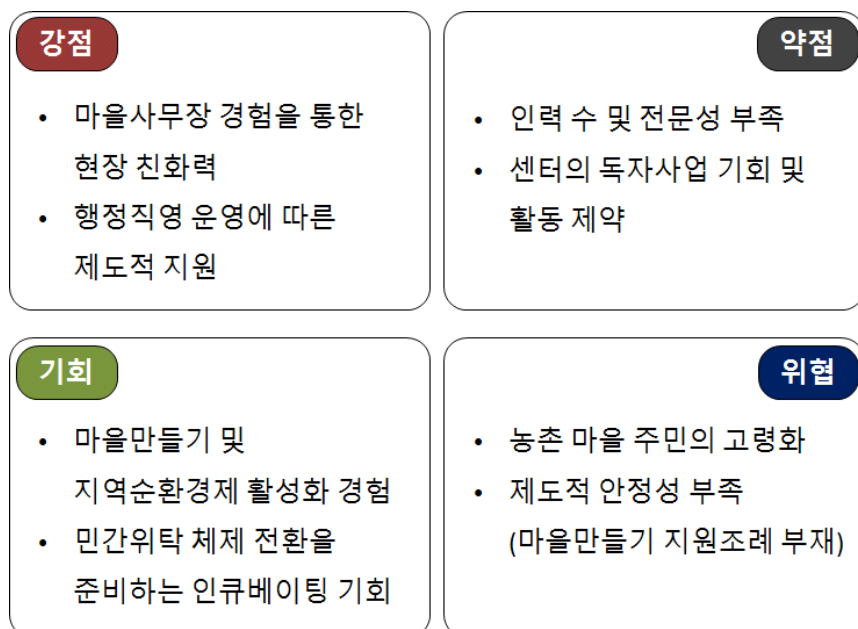 강점
• 마을사무장 경험을 통한
현장 친화력
• 행정직영 운영에 따른
제도적 지원
약점
• 인력 수 및 전문성 부족
• 센터의 독자사업 기회 및
활동 제약
기회
• 마을만들기 및
지역순환경제 활성화 경험
• 민간위탁 체제 전환을
준비하는 인큐베이팅 기회
위협
• 농촌 마을 주민의 고령화
• 제도적 안정성 부족
(마을만들기 지원조례 부재)